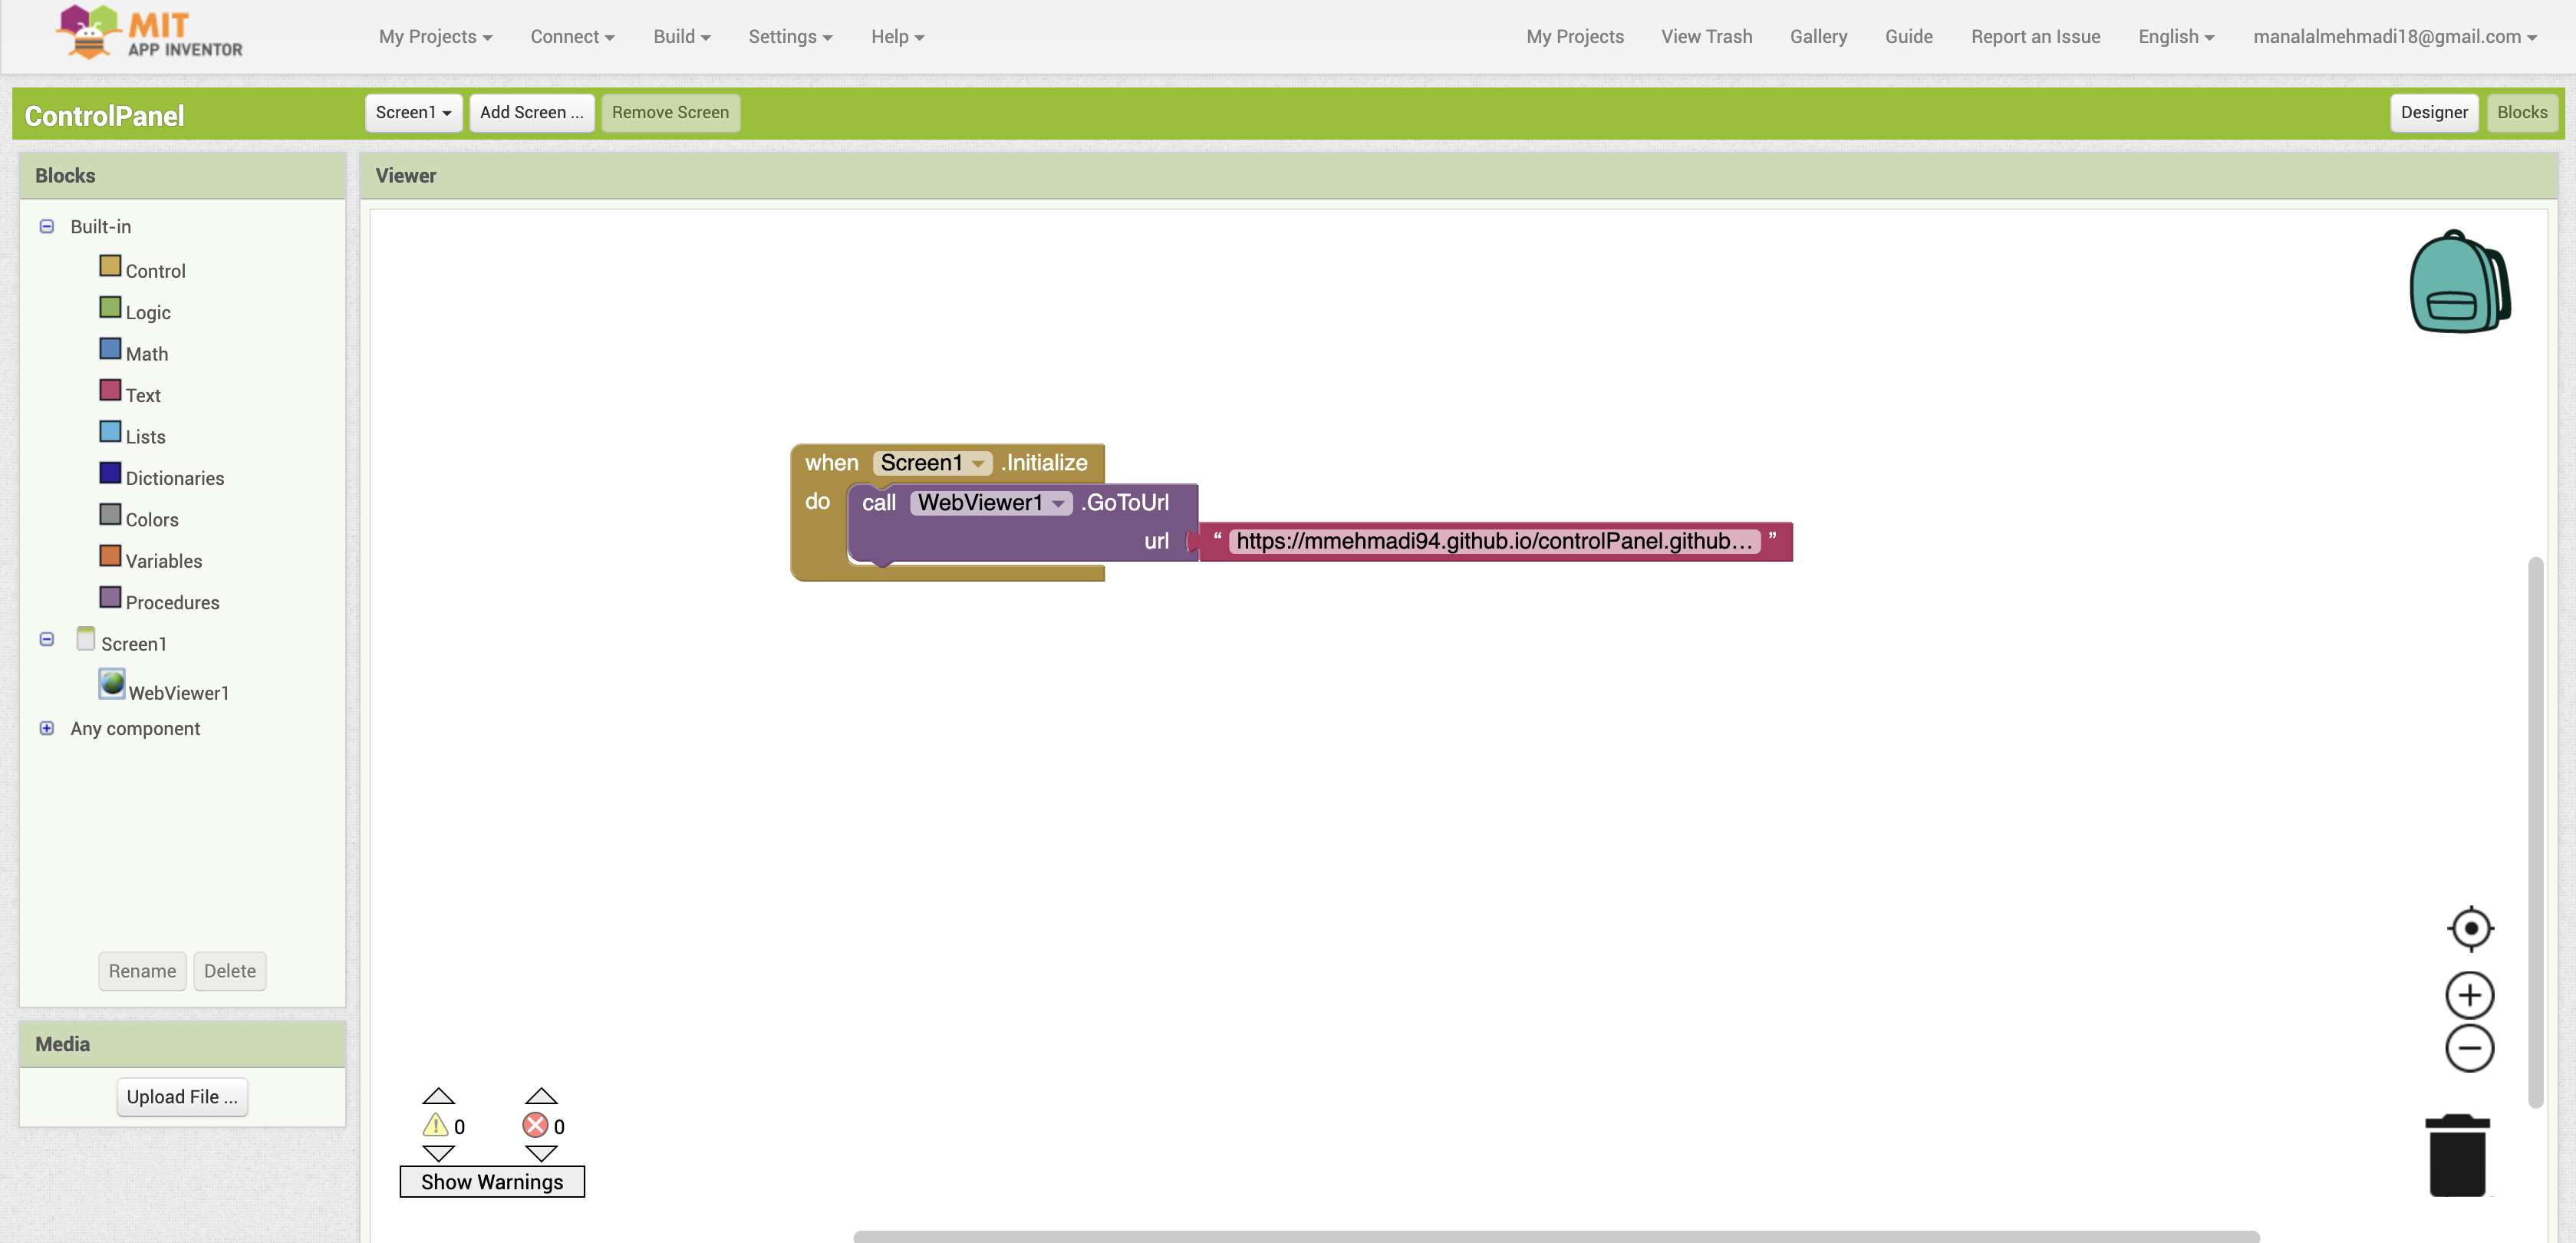 MIT
APP INVENTOR
My Projects Connect Build Settings Help
My Projects View Trash Gallery Guide Report an Issue English manalalmehmadi18@gmail.com
ControlPanel
Screen1 Add Screen ... Remove Screen
Designer Blocks
Blocks
Built-in
Control
Logic
Math
Text
Lists
Dictionaries
Colors
Variables
Procedures
Screen1
WebViewer1
Any component
Rename Delete
Media
Upload File ...
Viewer
when Screen1 .Initialize
do call WebViewer1 .GoToUrl
url “ https://mmehmadi94.github.io/controlPanel.github... ”
0 0
Show Warnings